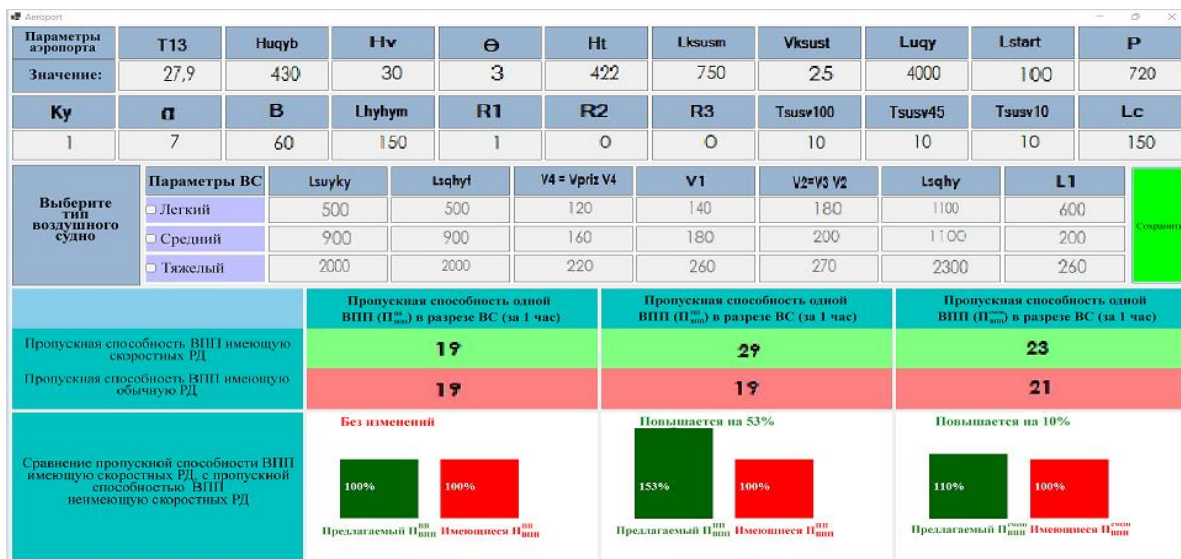 Aeroport
Параметры аэропорта T13 Huqyb Hv Ө Ht Lksusm Vksust Luqy Lstart P
Значение: 27,9 430 30 3 422 750 25 4000 100 720
Ky α B Lhyhym R1 R2 R3 Tsusv100 Tsusv45 Tsusv10 Lc
1 7 60 150 1 0 0 10 10 10 150
Выберите
тип
воздушного
судно
Параметры ВС Lsuyky Lsqhyt V4 = Vpriz V4 V1 V2=V3 V2 Lsqhy L1
Легкий 500 500 120 140 180 1100 600
Средний 900 900 160 180 200 1100 200
Тяжелый 2000 2000 220 260 270 2300 260
Сохранить
Пропускная способность одной
ВПП (П) в разрезе ВС (за 1 час)
Пропускная способность одной
ВПП (П) в разрезе ВС (за 1 час)
Пропускная способность одной
ВПП (П) в разрезе ВС (за 1 час)
Пропускная способность ВПП имеющую
скоростных РД
19 29 23
Пропускная способность ВПП имеющую
обычную РД
19 19 21
Сравнение пропускной способности ВПП
имеющую скоростных РД, с пропускной
способностью ВПП
неимеющую скоростных РД
Без изменений
100% 100%
Предлагаемый П ВВ ВПП Имеющиеся П ВПП
Повышается на 53%
153% 100%
Предлагаемый П ВПП Имеющиеся П ВПП
Повышается на 10%
110% 100%
Предлагаемый П ВПП Имеющиеся П ВПП